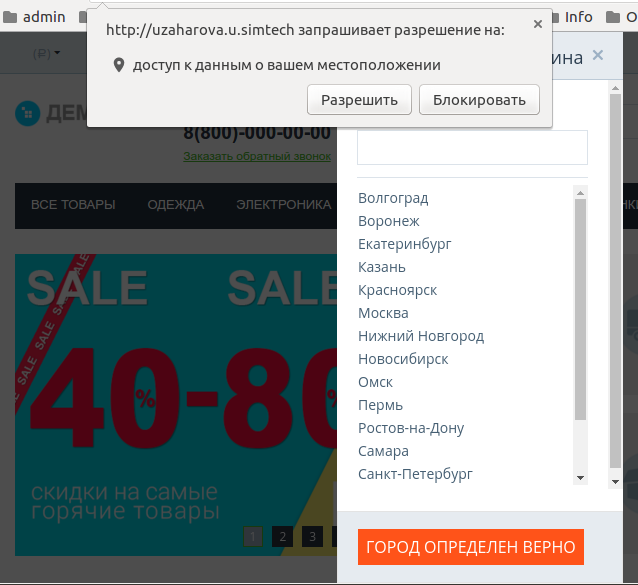 admin
Info
http://uzaharova.u.simtech запрашивает разрешение на:
доступ к данным о вашем местоположении
Разрешить
Блокировать
(₽)
8(800)-000-00-00
Заказать обратный звонок
ВСЕ ТОВАРЫ
ОДЕЖДА
ЭЛЕКТРОНИКА
SALE
SALE
SALE SALE SALE SALE
40-80
%
%
скидки на самые
горячие товары
1 2 3
Волгоград
Воронеж
Екатеринбург
Казань
Красноярск
Москва
Нижний Новгород
Новосибирск
Омск
Пермь
Ростов-на-Дону
Самара
Санкт-Петербург
ГОРОД ОПРЕДЕЛЕН ВЕРНО